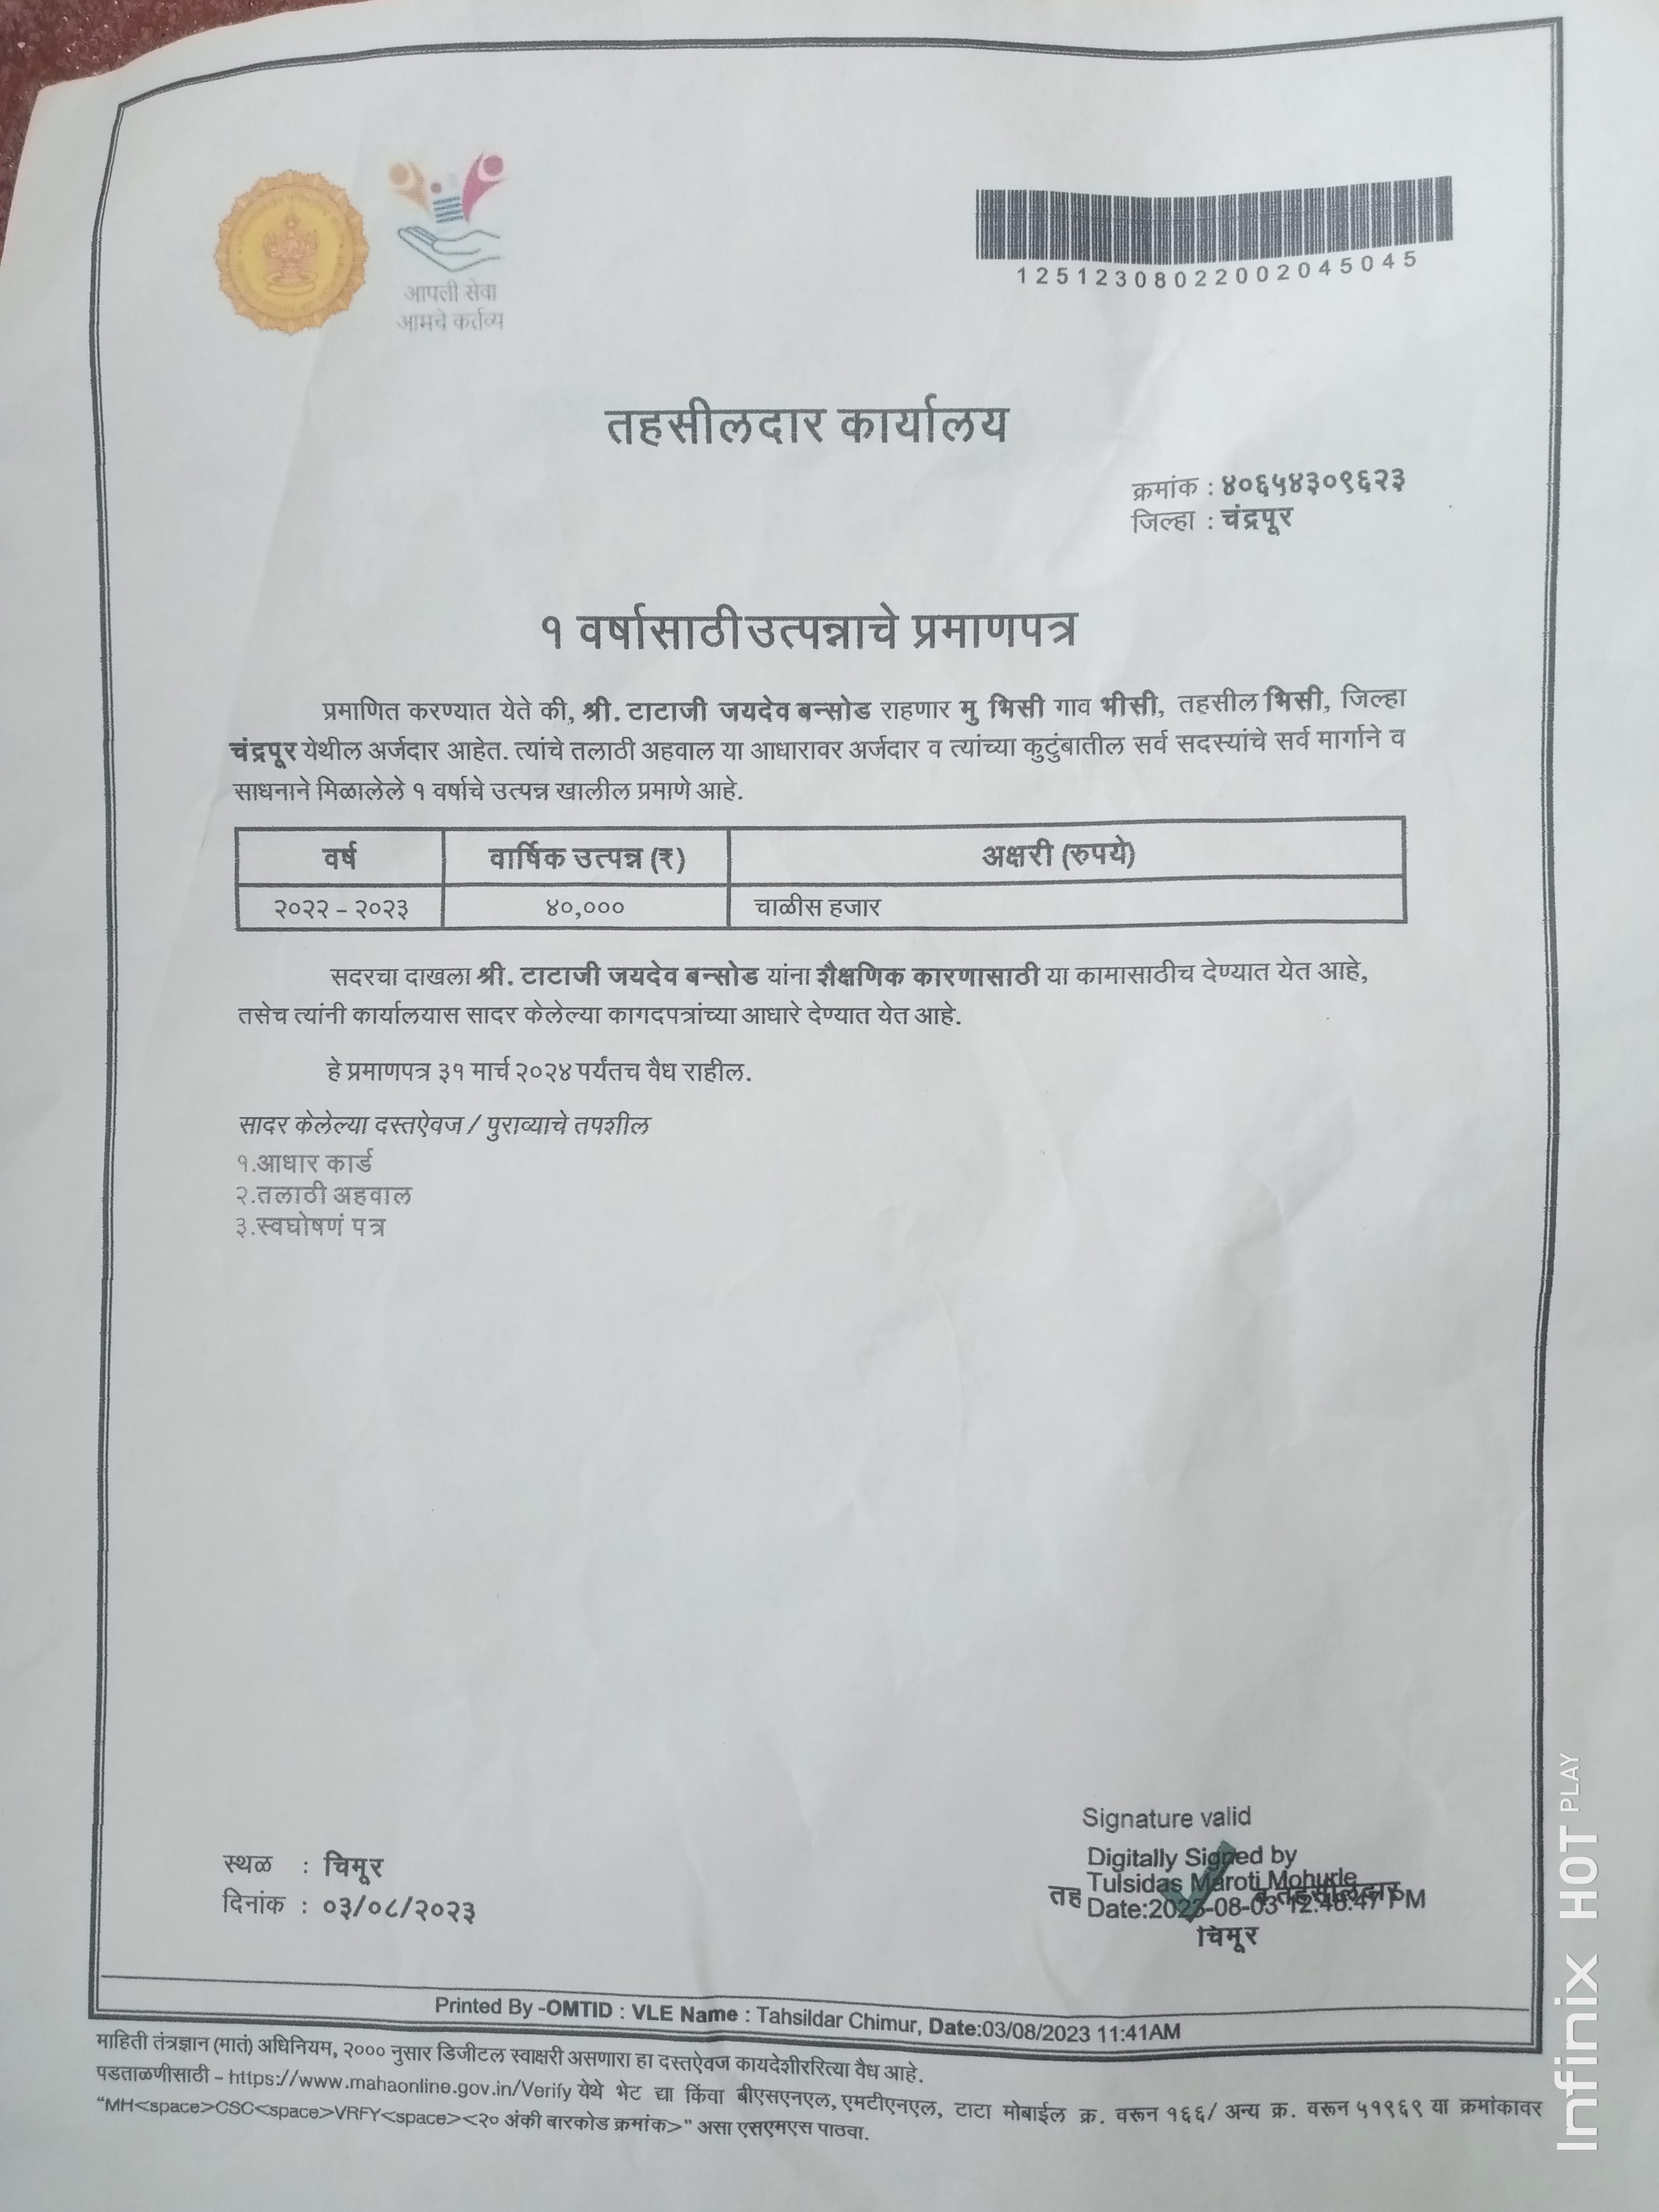 आपली सेवा
आमचे कर्तव्य
12512308022002045045
तहसीलदार कार्यालय
क्रमांक : ४०६५४३०९६२३
जिल्हा : चंद्रपूर
१ वर्षासाठी उत्पन्नाचे प्रमाणपत्र
प्रमाणित करण्यात येते की, श्री. टाटाजी जयदेव बन्सोड राहणार मु भिसी गाव भीसी, तहसील भिसी, जिल्हा
चंद्रपूर येथील अर्जदार आहेत. त्यांचे तलाठी अहवाल या आधारावर अर्जदार व त्यांच्या कुटुंबातील सर्व सदस्यांचे सर्व मार्गाने व
साधनाने मिळालेले १ वर्षाचे उत्पन्न खालील प्रमाणे आहे.
वर्ष वार्षिक उत्पन्न (₹) अक्षरी (रुपये)
२०२२ – २०२३ ४०,००० चाळीस हजार
सदरचा दाखला श्री. टाटाजी जयदेव बन्सोड यांना शैक्षणिक कारणासाठी या कामासाठीच देण्यात येत आहे,
तसेच त्यांनी कार्यालयास सादर केलेल्या कागदपत्रांच्या आधारे देण्यात येत आहे.
हे प्रमाणपत्र ३१ मार्च २०२४ पर्यंतच वैध राहील.
सादर केलेल्या दस्तऐवज / पुराव्याचे तपशील
१.आधार कार्ड
२.तलाठी अहवाल
३.स्वघोषणं पत्र
स्थळ : चिमूर
दिनांक : ०३/०८/२०२३
Signature valid
Digitally Signed by
Tulsidas Maroti Mohurle
तह तहसीलदार
Date:2023-08-03 12:48:47 PM
चिमूर
Printed By -OMTID : VLE Name : Tahsildar Chimur, Date:03/08/2023 11:41AM
माहिती तंत्रज्ञान (मातं) अधिनियम, २००० नुसार डिजीटल स्वाक्षरी असणारा हा दस्तऐवज कायदेशीररित्या वैध आहे.
पडताळणीसाठी – https://www.mahaonline.gov.in/Verify येथे भेट द्या किंवा बीएसएनएल, एमटीएनएल, टाटा मोबाईल क्र. वरून १६६/ अन्य क्र. वरून ५१९६९ या क्रमांकावर
“MH<space>CSC<space>VRFY<space><२० अंकी बारकोड क्रमांक>” असा एसएमएस पाठवा.
Infinix HOT PLAY